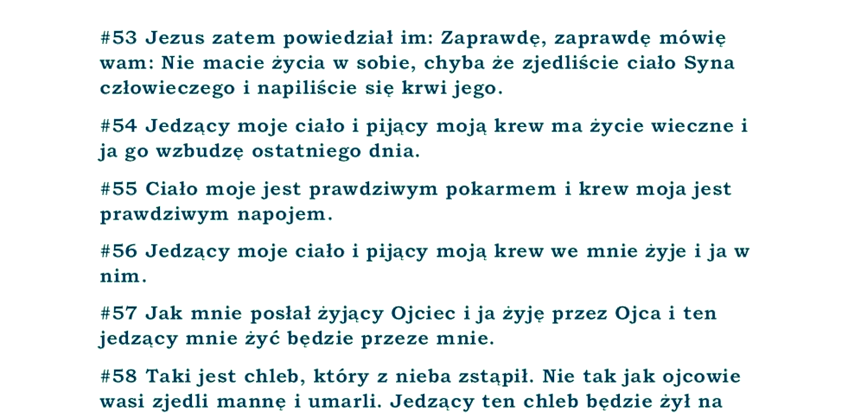 #53 Jezus zatem powiedział im: Zaprawdę, zaprawdę mówię
wam: Nie macie życia w sobie, chyba że zjedliście ciało Syna
człowieczego i napiliście się krwi jego.
#54 Jedzący moje ciało i pijący moją krew ma życie wieczne i
ja go wzbudzę ostatniego dnia.
#55 Ciało moje jest prawdziwym pokarmem i krew moja jest
prawdziwym napojem.
#56 Jedzący moje ciało i pijący moją krew we mnie żyje i ja w
nim.
#57 Jak mnie posłał żyjący Ojciec i ja żyję przez Ojca i ten
jedzący mnie żyć będzie przeze mnie.
#58 Taki jest chleb, który z nieba zstąpił. Nie tak jak ojcowie
wasi zjedli mannę i umarli. Jedzący ten chleb będzie żył na